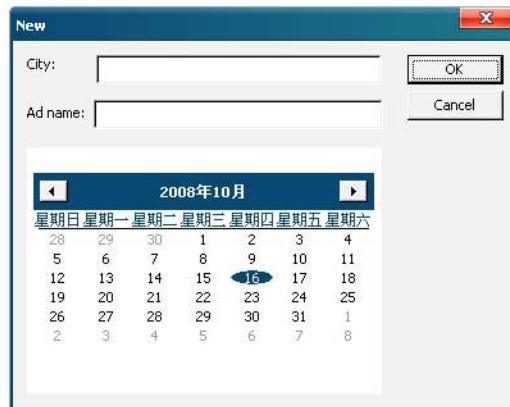 New
City:
OK
Ad name:
Cancel
2008年10月
星期日 星期一 星期二 星期三 星期四 星期五 星期六
28 29 30 1 2 3 4
5 6 7 8 9 10 11
12 13 14 15 16 17 18
19 20 21 22 23 24 25
26 27 28 29 30 31 1
2 3 4 5 6 7 8